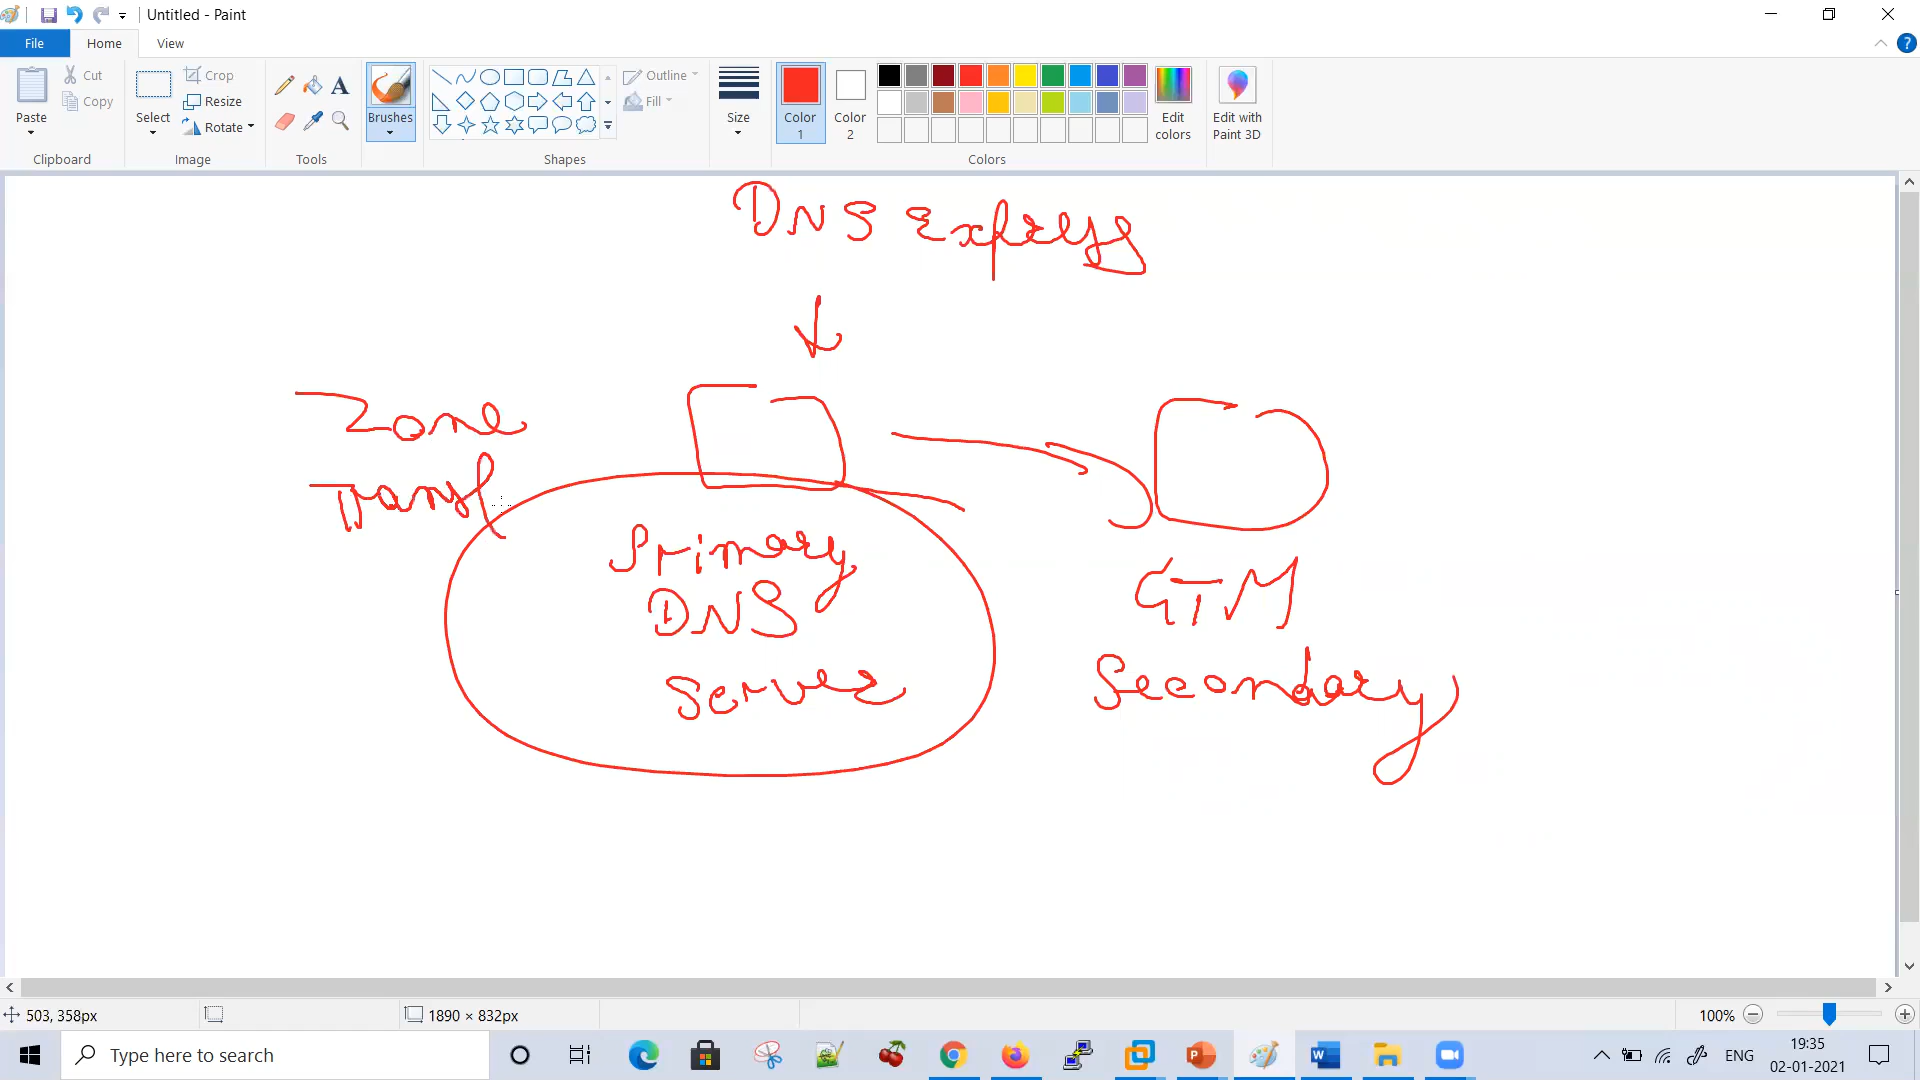 Untitled - Paint
File Home View
Paste
Cut
Copy
Clipboard
Select
Crop
Resize
Rotate
Image
Tools
Brushes
Outline
Fill
Shapes
Size
Color 1
Color 2
Edit colors
Edit with Paint 3D
Colors
DNS Express
Zone
Transf
Primary
DNS
Server
GTM
Secondary
503, 358px
1890 × 832px
100%
Type here to search
ENG
19:35
02-01-2021